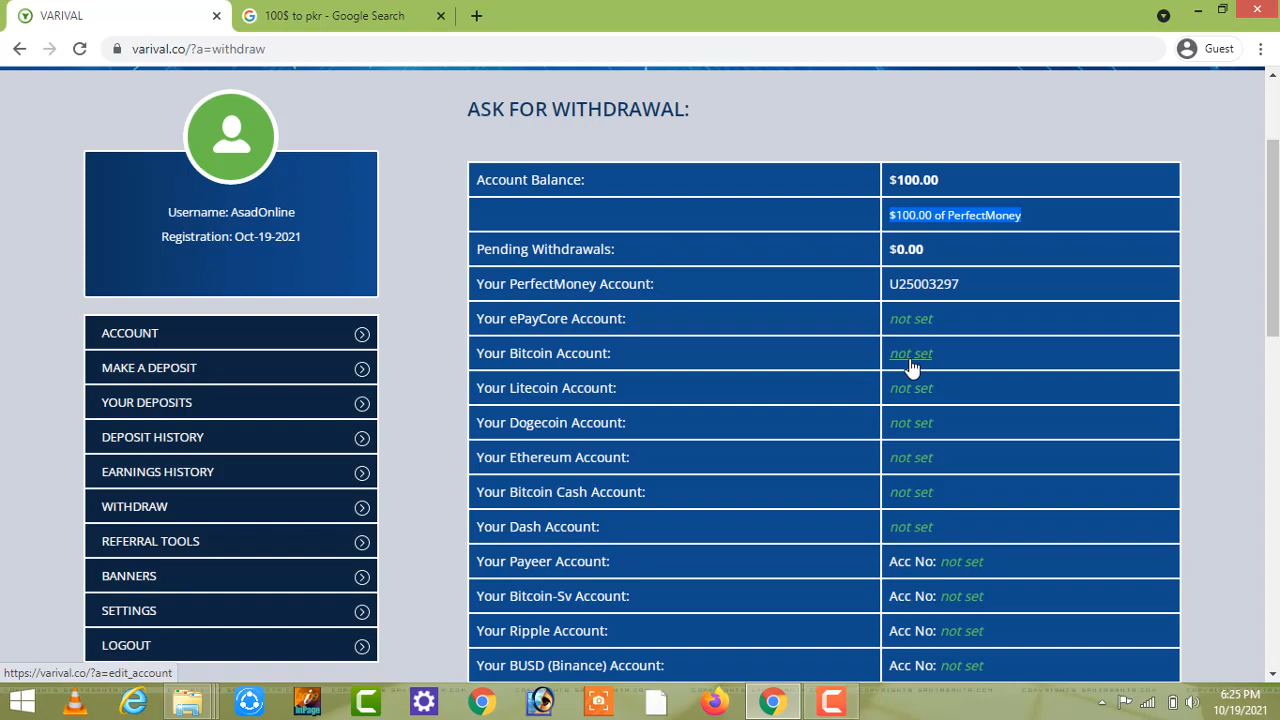 VARIVAL
100$ to pkr - Google Search
varival.co/?a=withdraw
Guest
ASK FOR WITHDRAWAL:
Username: AsadOnline
Registration: Oct-19-2021
ACCOUNT
MAKE A DEPOSIT
YOUR DEPOSITS
DEPOSIT HISTORY
EARNINGS HISTORY
WITHDRAW
REFERRAL TOOLS
BANNERS
SETTINGS
LOGOUT
Account Balance: $100.00
$100.00 of PerfectMoney
Pending Withdrawals: $0.00
Your PerfectMoney Account: U25003297
Your ePayCore Account: not set
Your Bitcoin Account: not set
Your Litecoin Account: not set
Your Dogecoin Account: not set
Your Ethereum Account: not set
Your Bitcoin Cash Account: not set
Your Dash Account: not set
Your Payeer Account: Acc No: not set
Your Bitcoin-Sv Account: Acc No: not set
Your Ripple Account: Acc No: not set
Your BUSD (Binance) Account: Acc No: not set
https://varival.co/?a=edit_account
InPage
6:25 PM
10/19/2021